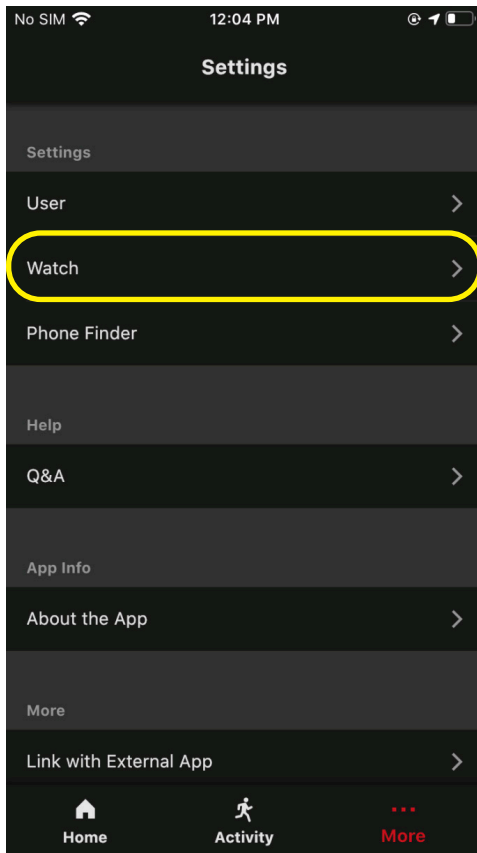 No SIM 12:04 PM
Settings
Settings
User
Watch
Phone Finder
Help
Q&A
App Info
About the App
More
Link with External App
Home Activity More